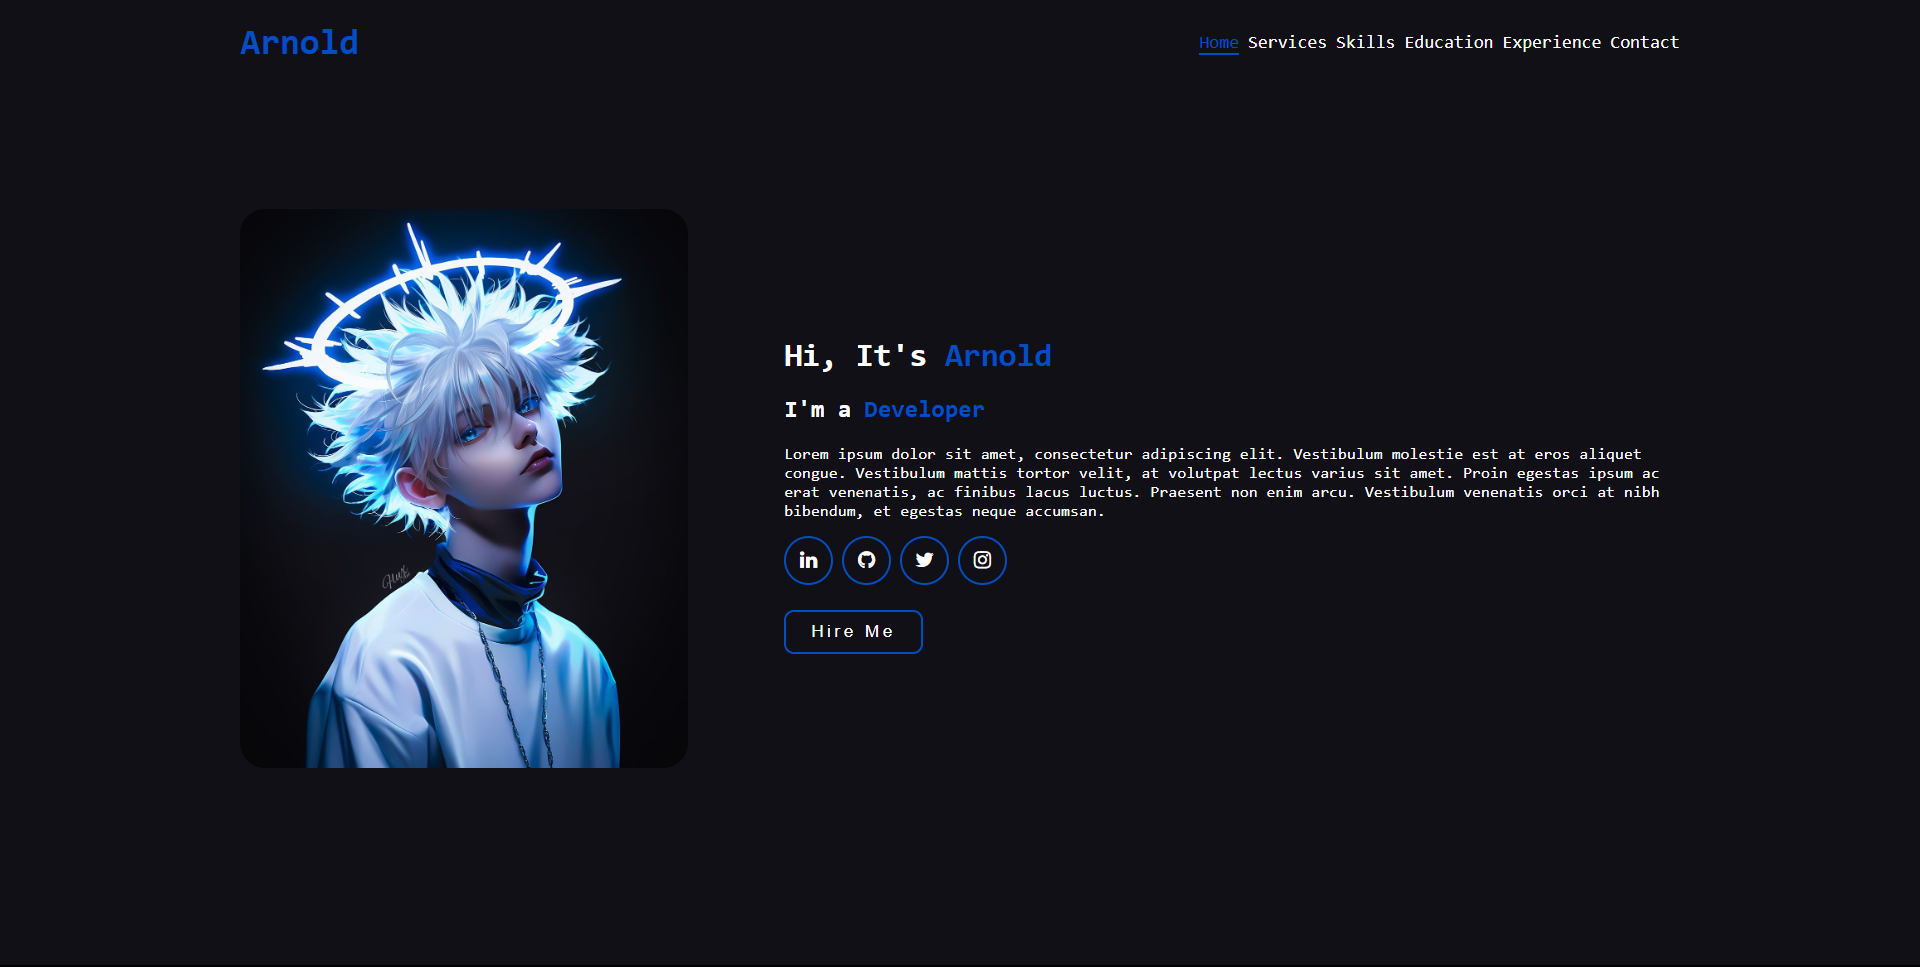 Arnold
Home Services Skills Education Experience Contact
Hi, It's Arnold
I'm a Developer
Lorem ipsum dolor sit amet, consectetur adipiscing elit. Vestibulum molestie est at eros aliquet
congue. Vestibulum mattis tortor velit, at volutpat lectus varius sit amet. Proin egestas ipsum ac
erat venenatis, ac finibus lacus luctus. Praesent non enim arcu. Vestibulum venenatis orci at nibh
bibendum, et egestas neque accumsan.
Hire Me